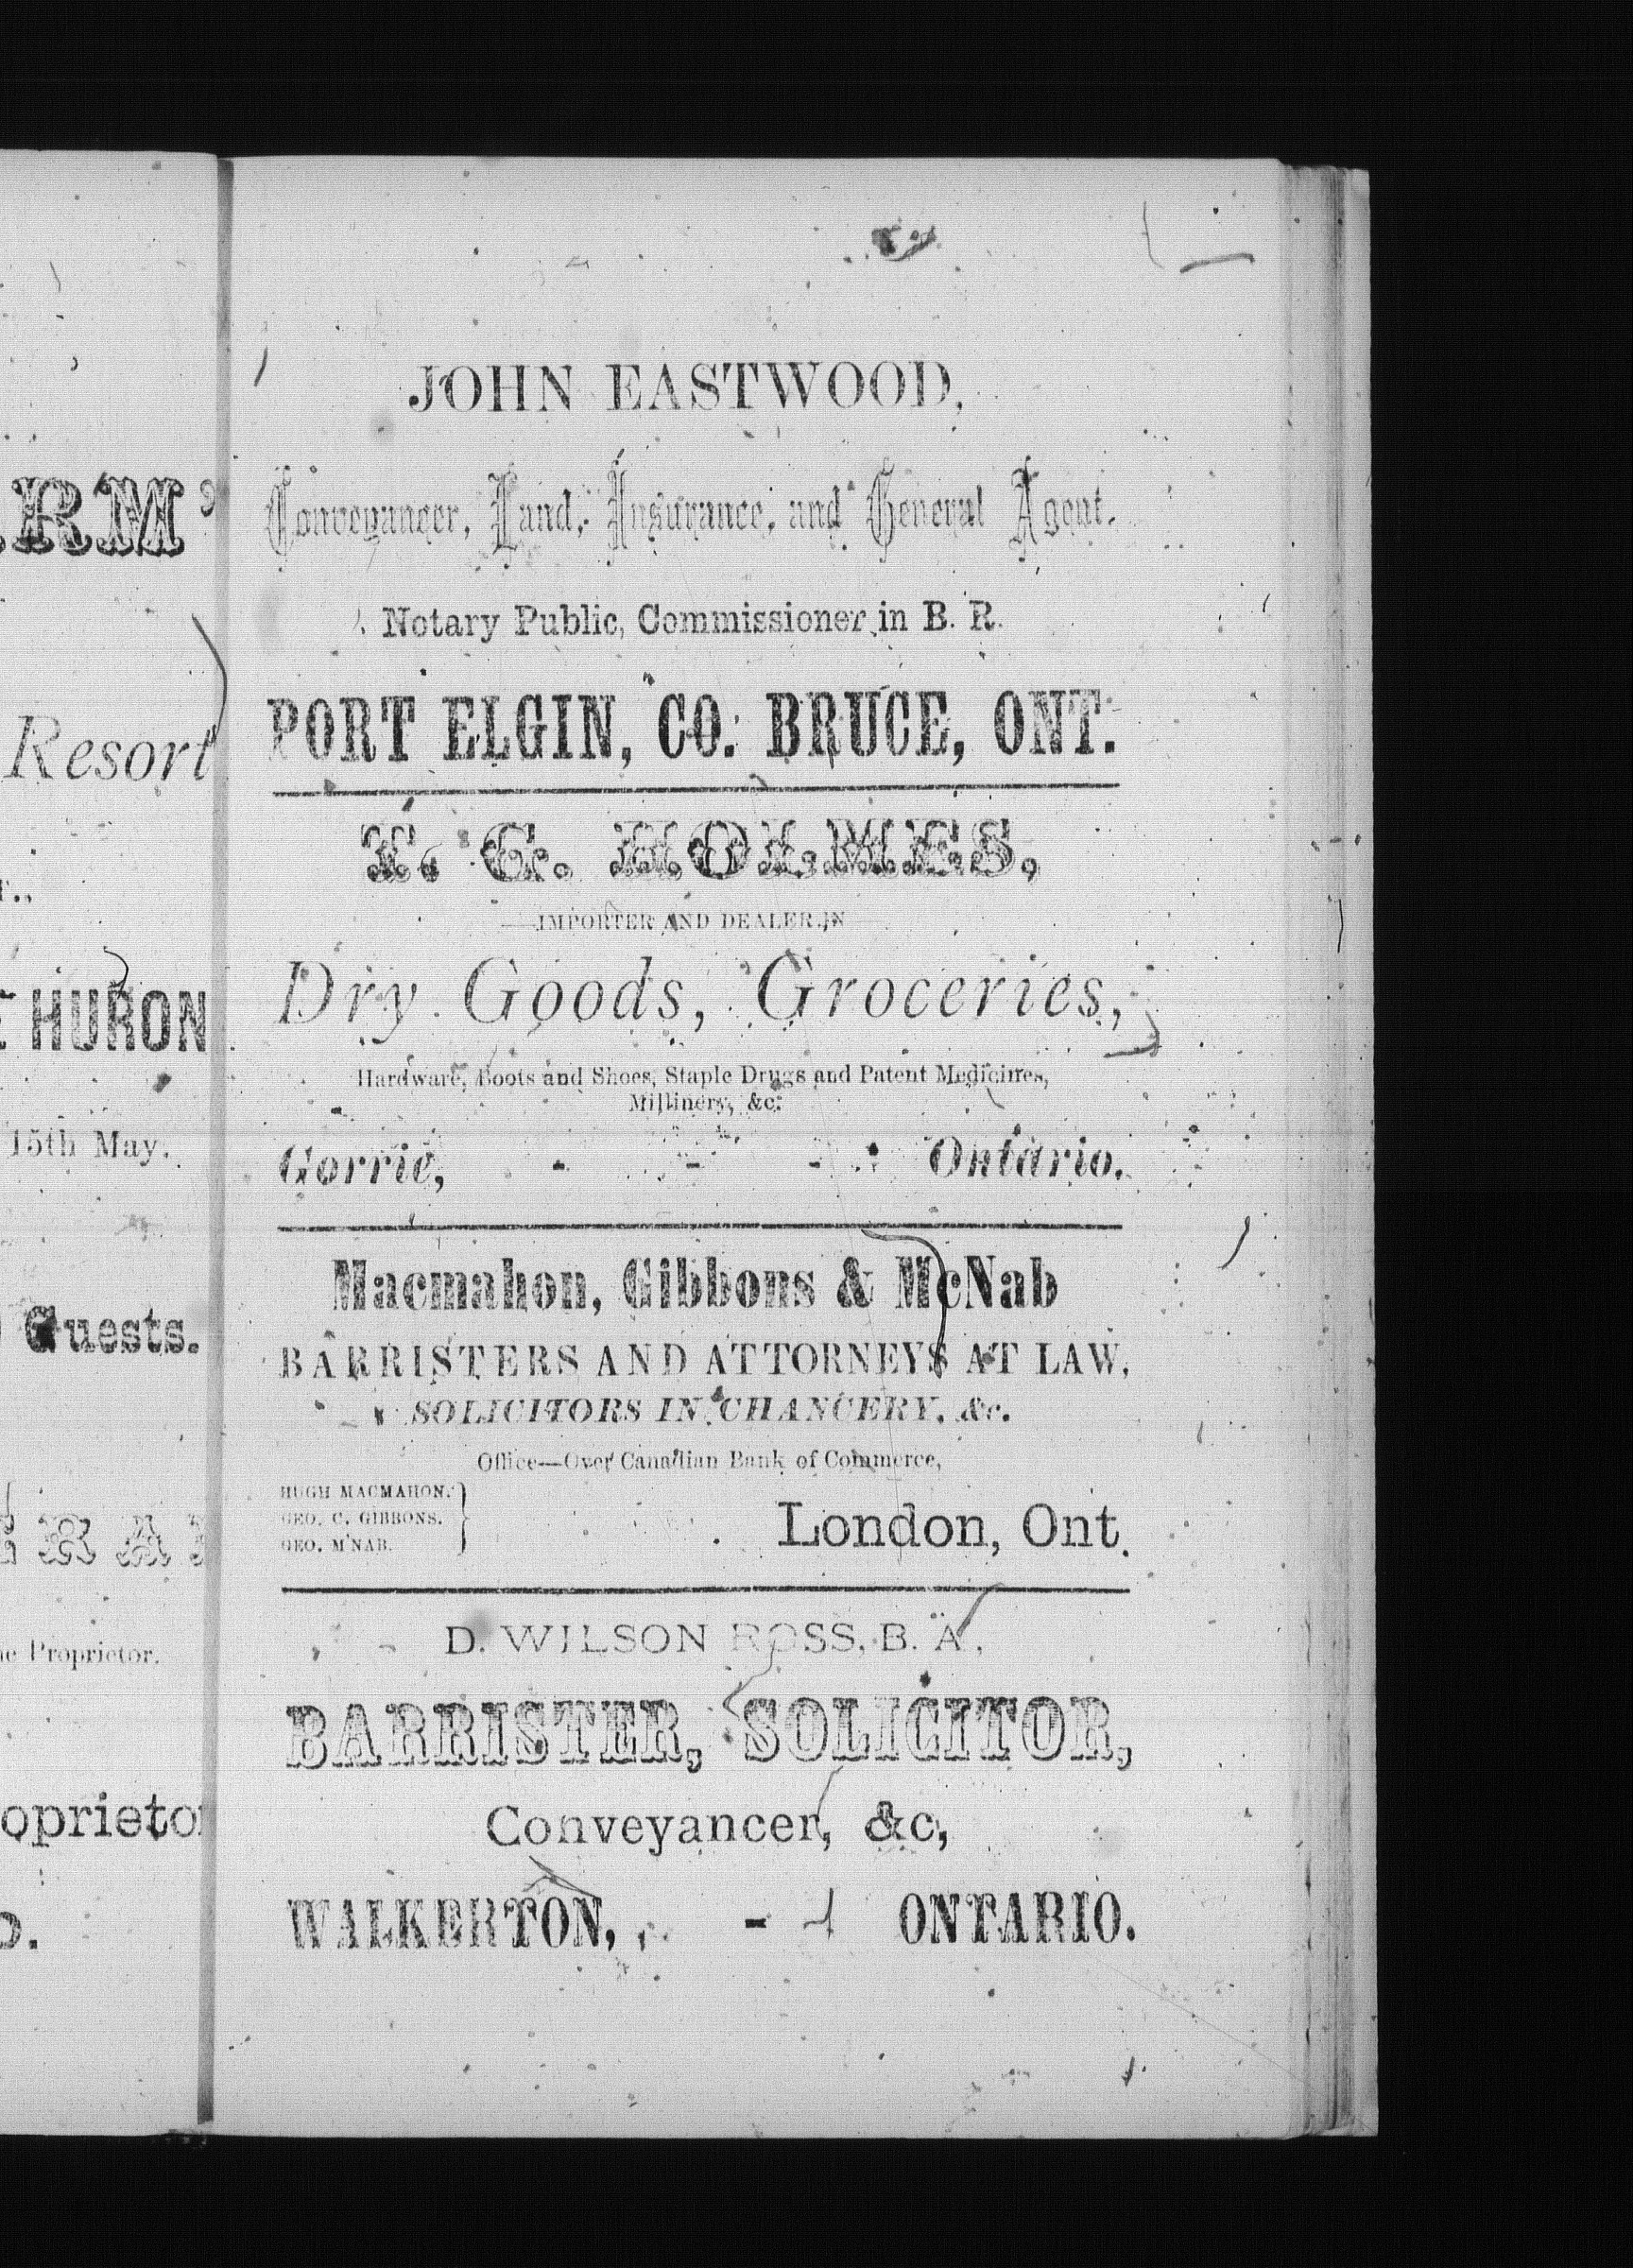 ARM'
Resort
HURON
15th May.
Guests.
Proprietor.
D.
JOHN EASTWOOD,
Conveyancer, Land, Insurance, and General Agent.
Notary Public, Commissioner in B. R.
PORT ELGIN, CO. BRUCE, ONT.
T. G. HOLMES,
—IMPORTER AND DEALER IN—
Dry Goods, Groceries,
Hardware, Boots and Shoes, Staple Drugs and Patent Medicines,
Millinery, &c.
Gorrie, - - - Ontario.
Macmahon, Gibbons & McNab
BARRISTERS AND ATTORNEYS AT LAW,
SOLICITORS IN CHANCERY, &c.
Office—Over Canadian Bank of Commerce,
HUGH MACMAHON.
GEO. C. GIBBONS.
GEO. M'NAB.
London, Ont.
D. WILSON ROSS, B. A.,
BARRISTER, SOLICITOR,
Conveyancer, &c,
WALKERTON, - ONTARIO.